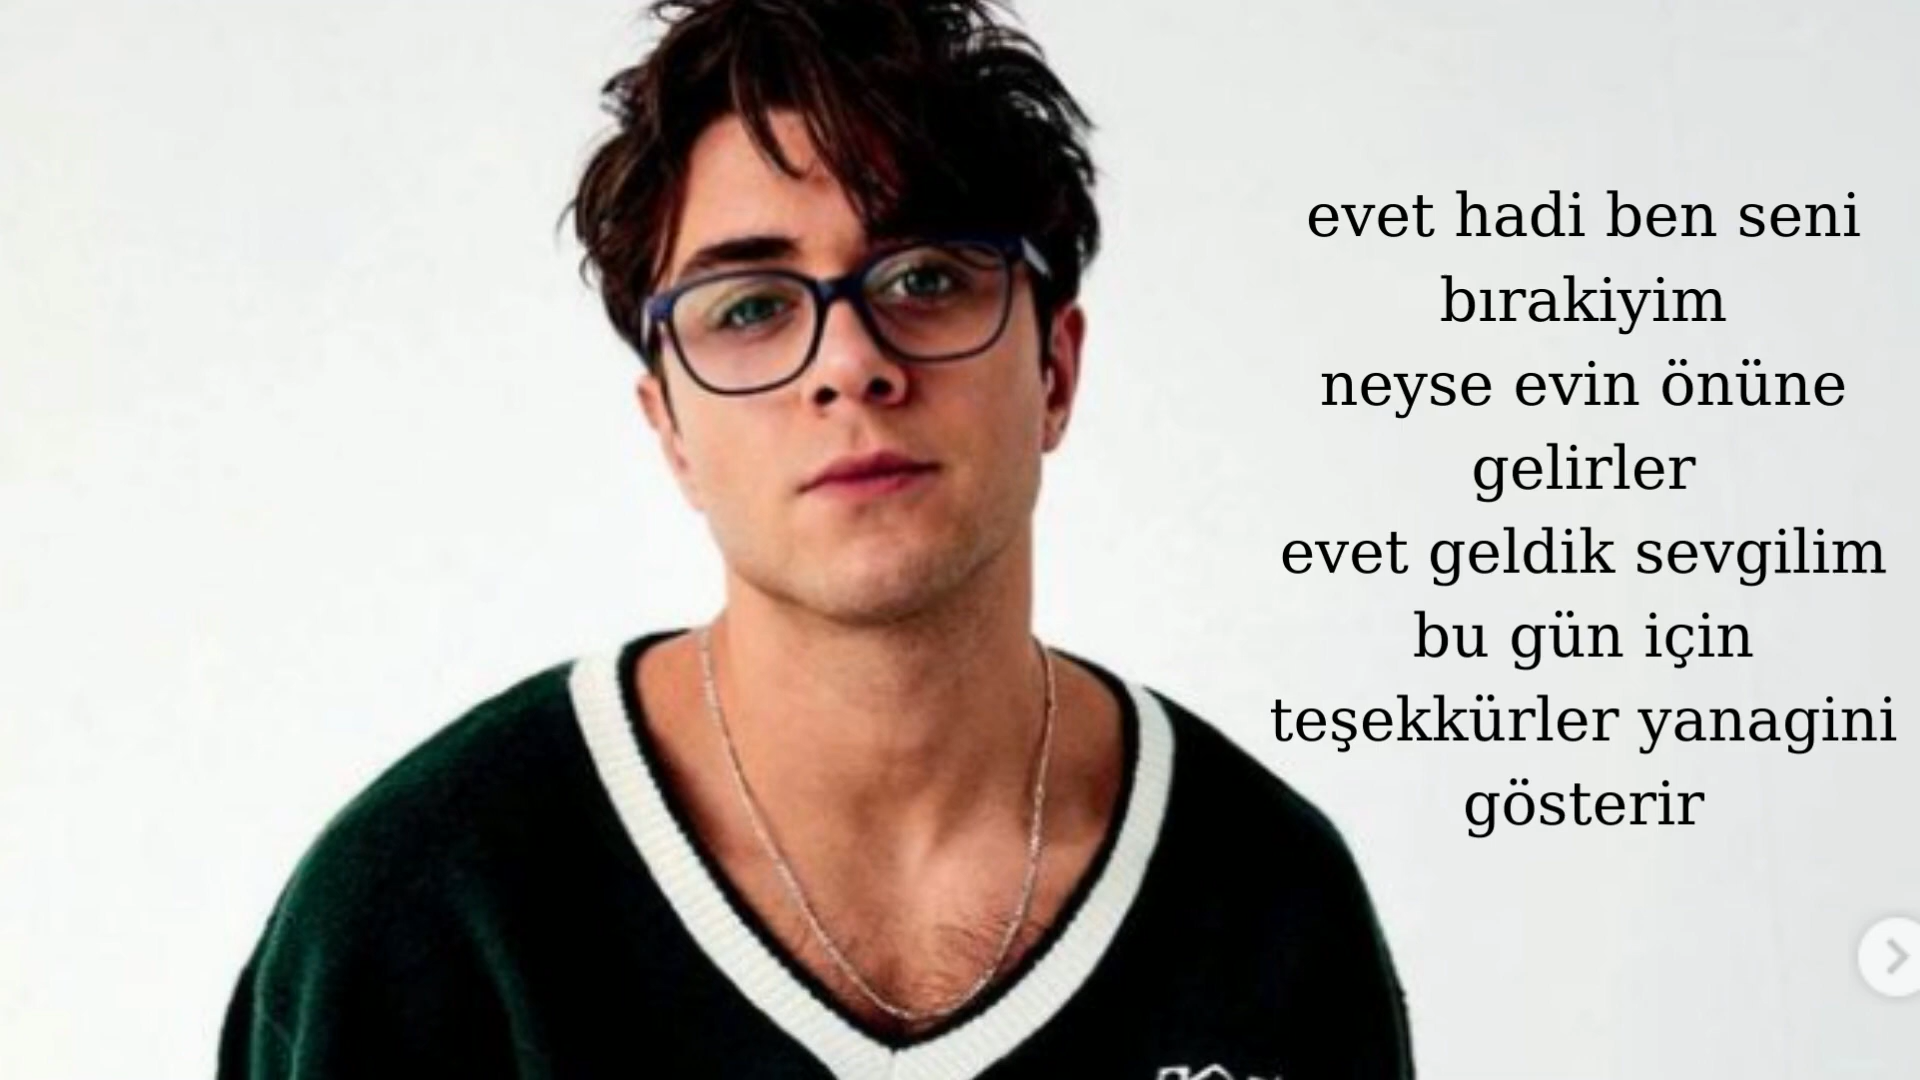 evet hadi ben seni
bırakiyim
neyse evin önüne
gelirler
evet geldik sevgilim
bu gün için
teşekkürler yanagini
gösterir